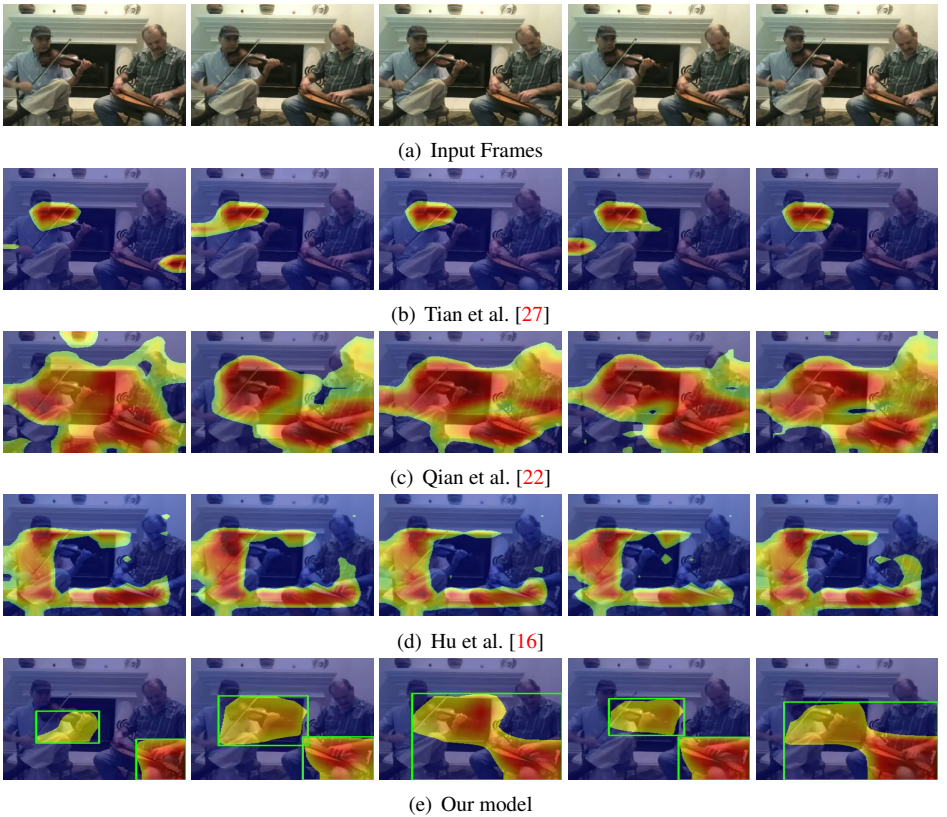 (a) Input Frames
(b) Tian et al. [27]
(c) Qian et al. [22]
(d) Hu et al. [16]
(e) Our model